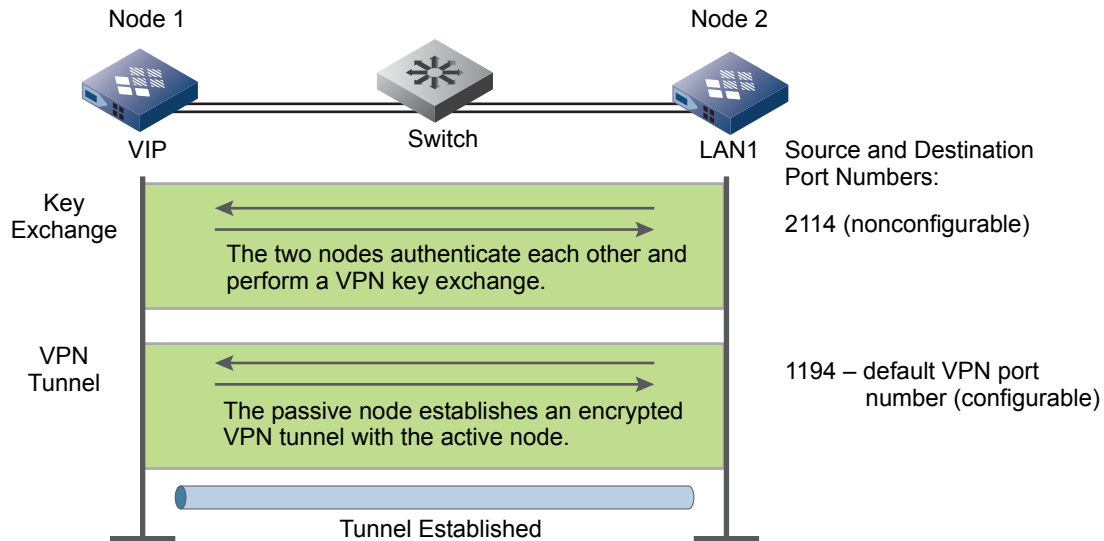 Node 1
Node 2
Switch
VIP
LAN1
Source and Destination
Port Numbers:
Key
Exchange
2114 (nonconfigurable)
The two nodes authenticate each other and
perform a VPN key exchange.
VPN
Tunnel
1194 – default VPN port
number (configurable)
The passive node establishes an encrypted
VPN tunnel with the active node.
Tunnel Established